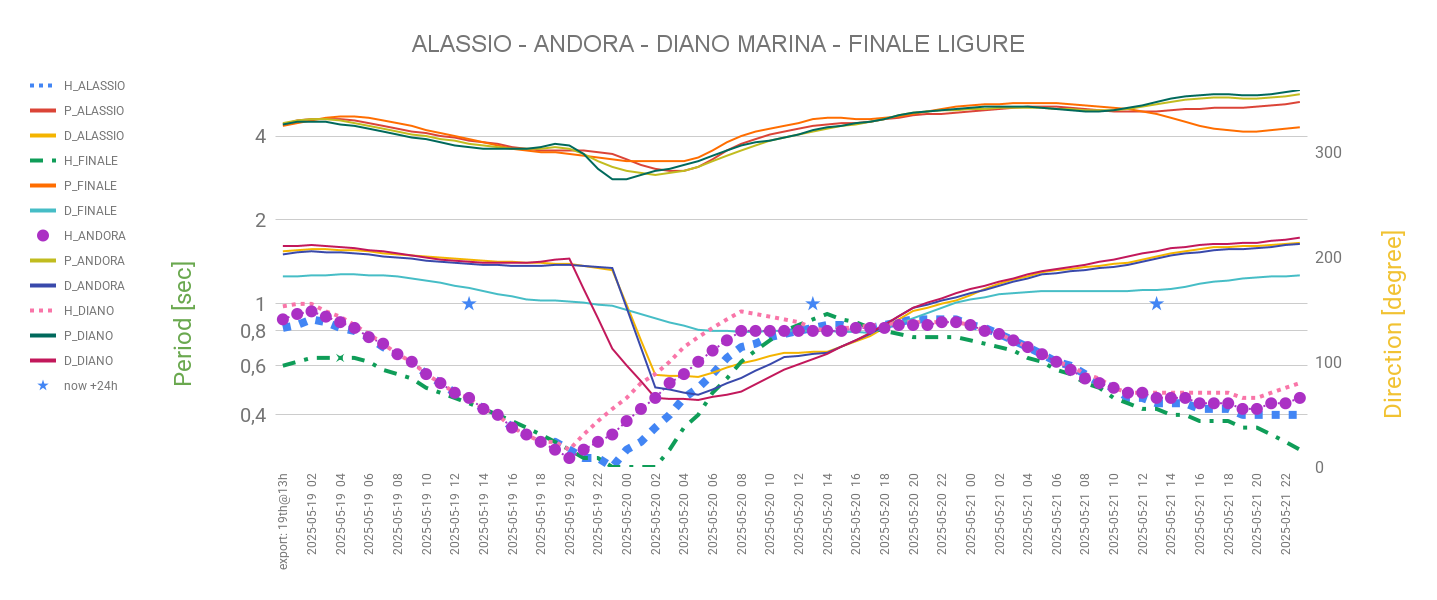 ALASSIO - ANDORA - DIANO MARINA - FINALE LIGURE
H_ALASSIO
P_ALASSIO
D_ALASSIO
H_FINALE
P_FINALE
D_FINALE
H_ANDORA
P_ANDORA
D_ANDORA
H_DIANO
P_DIANO
D_DIANO
now +24h
Period [sec]
4
2
1
0,8
0,6
0,4
300
200
100
0
Direction [degree]
export: 19th@13h
2025-05-19 02
2025-05-19 04
2025-05-19 06
2025-05-19 08
2025-05-19 10
2025-05-19 12
2025-05-19 14
2025-05-19 16
2025-05-19 18
2025-05-19 20
2025-05-19 22
2025-05-20 00
2025-05-20 02
2025-05-20 04
2025-05-20 06
2025-05-20 08
2025-05-20 10
2025-05-20 12
2025-05-20 14
2025-05-20 16
2025-05-20 18
2025-05-20 20
2025-05-20 22
2025-05-21 00
2025-05-21 02
2025-05-21 04
2025-05-21 06
2025-05-21 08
2025-05-21 10
2025-05-21 12
2025-05-21 14
2025-05-21 16
2025-05-21 18
2025-05-21 20
2025-05-21 22